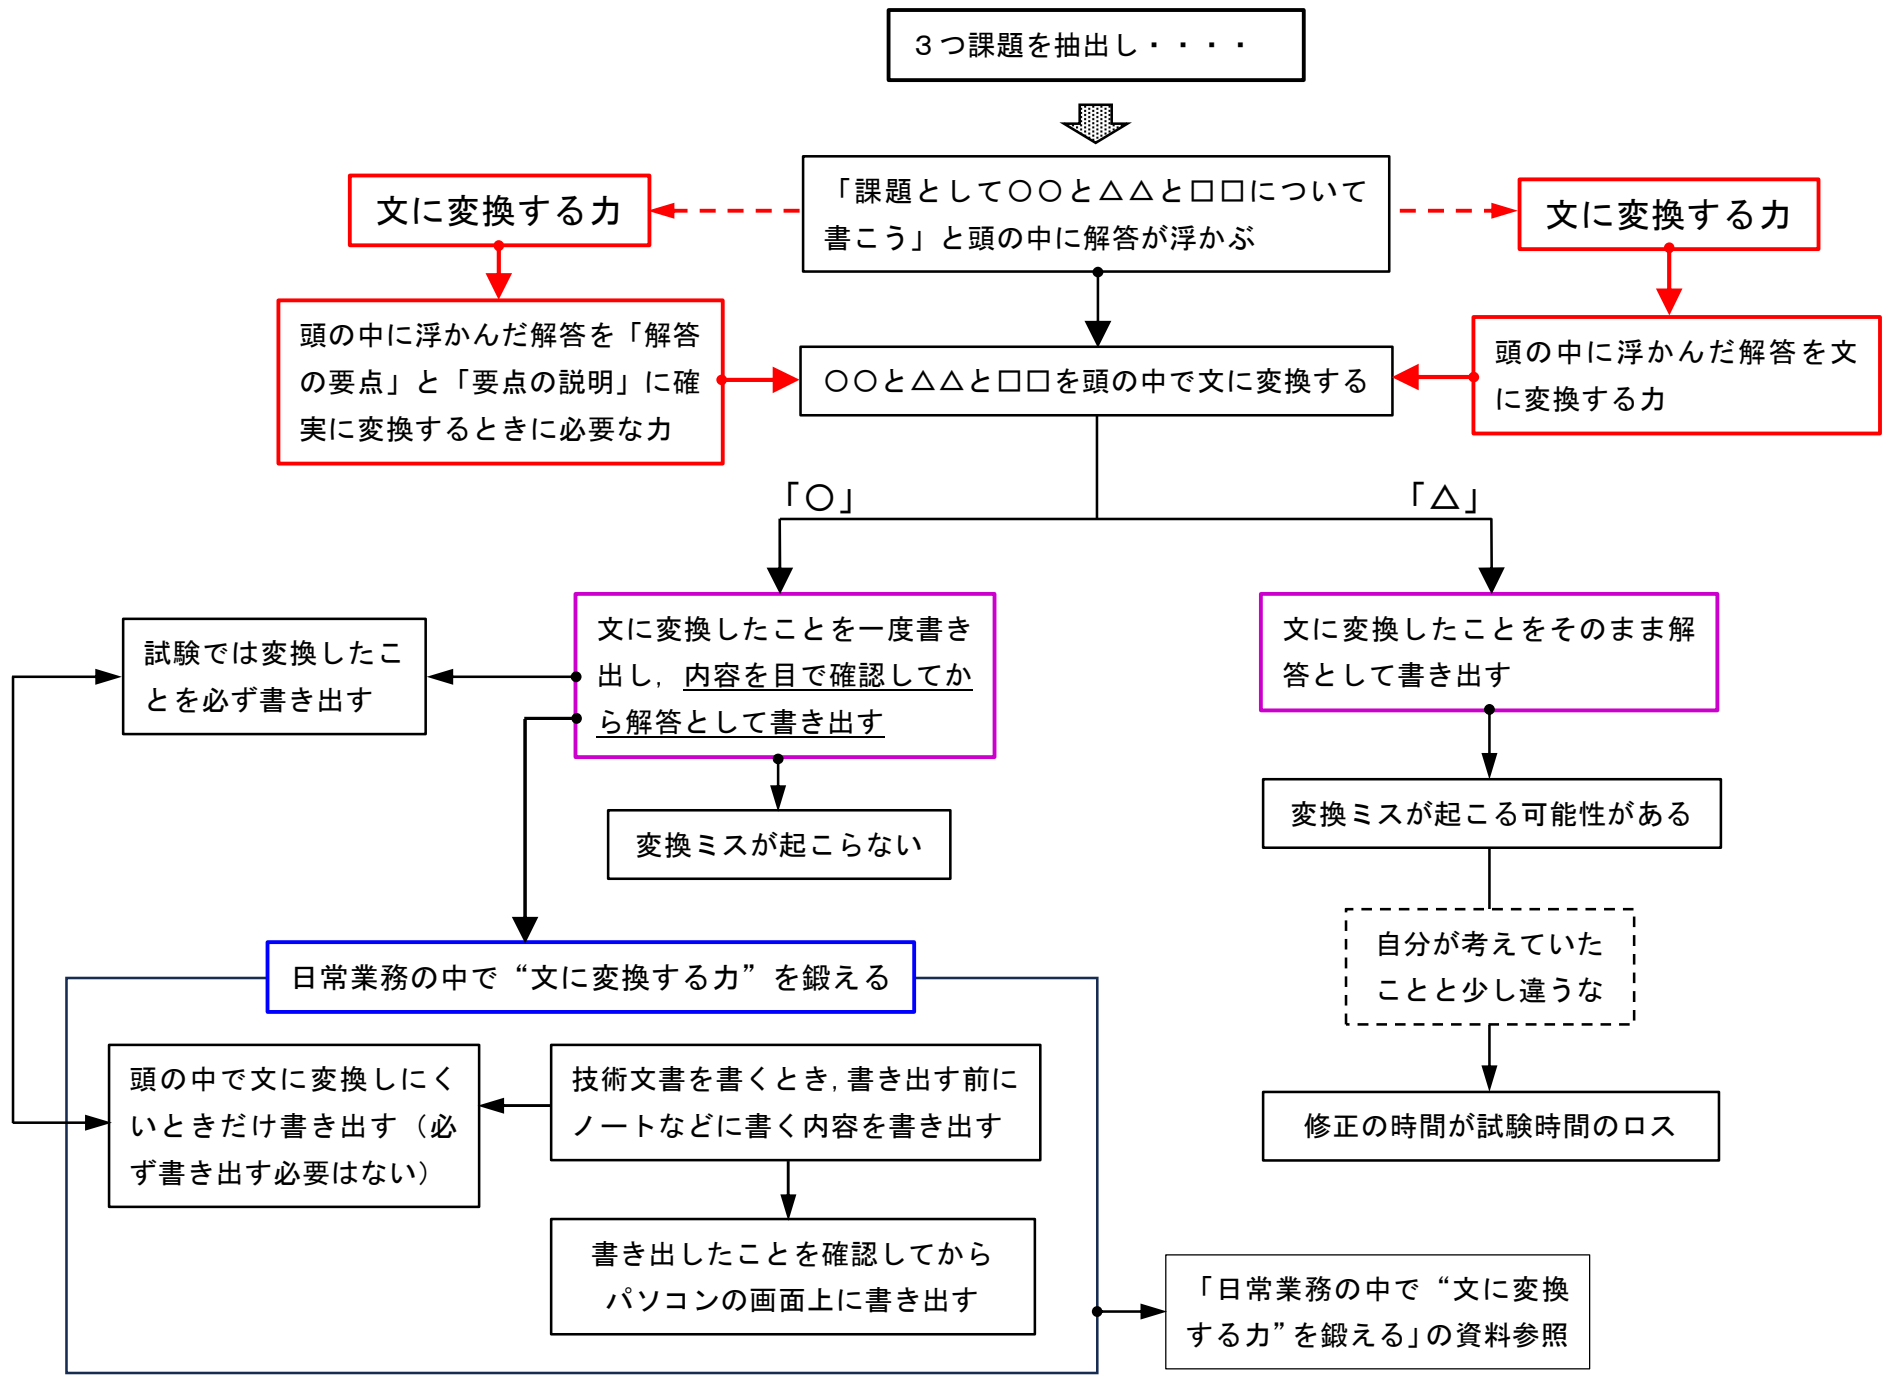 ３つ課題を抽出し・・・・
「課題として〇〇と△△と□□について
書こう」と頭の中に解答が浮かぶ
文に変換する力
文に変換する力
頭の中に浮かんだ解答を「解答
の要点」と「要点の説明」に確
実に変換するときに必要な力
〇〇と△△と□□を頭の中で文に変換する
頭の中に浮かんだ解答を文
に変換する力
「〇」
「△」
試験では変換したこ
とを必ず書き出す
文に変換したことを一度書き
出し，内容を目で確認してか
ら解答として書き出す
文に変換したことをそのまま解
答として書き出す
変換ミスが起こらない
変換ミスが起こる可能性がある
自分が考えていた
ことと少し違うな
日常業務の中で“文に変換する力”を鍛える
頭の中で文に変換しにく
いときだけ書き出す（必
ず書き出す必要はない）
技術文書を書くとき，書き出す前に
ノートなどに書く内容を書き出す
修正の時間が試験時間のロス
書き出したことを確認してから
パソコンの画面上に書き出す
「日常業務の中で“文に変換
する力”を鍛える」の資料参照